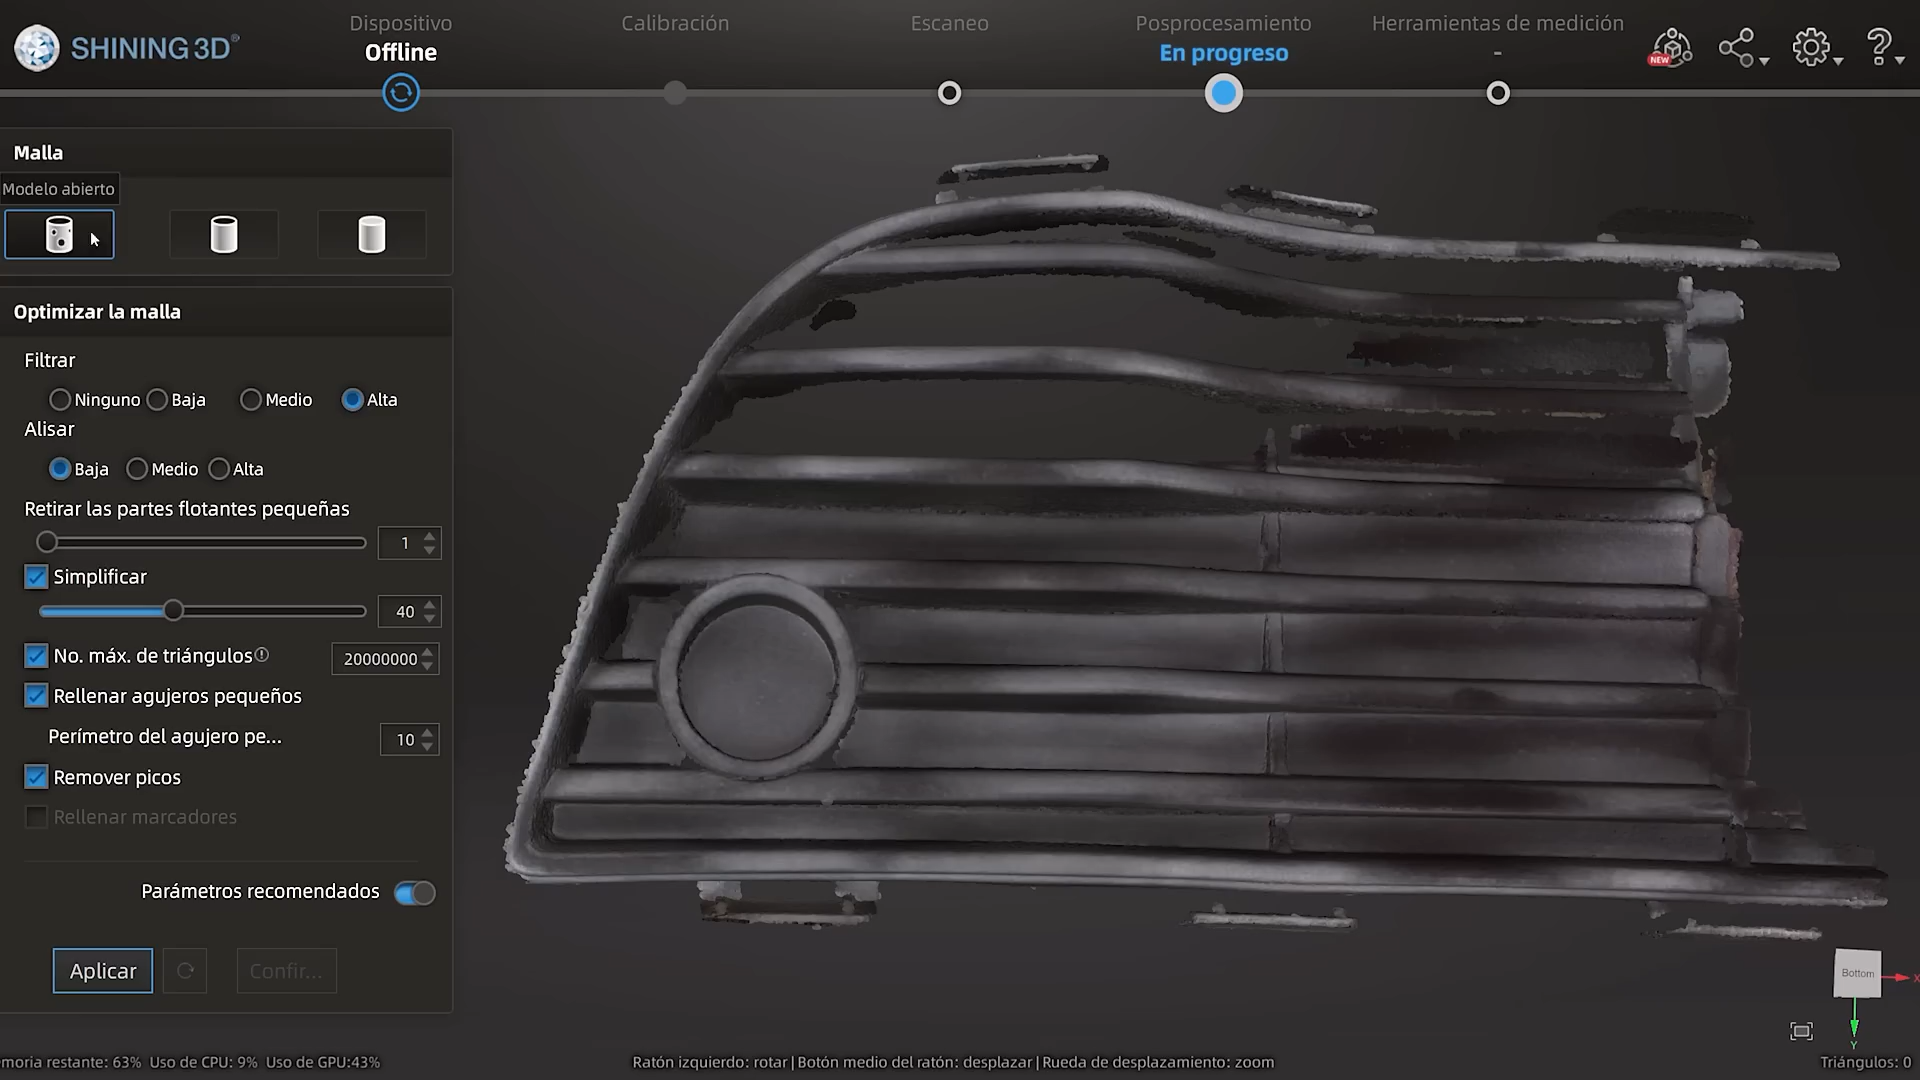 SHINING 3D®
Dispositivo
Offline
Calibración
Escaneo
Posprocesamiento
En progreso
Herramientas de medición
-
NEW
Malla
Modelo abierto
Optimizar la malla
Filtrar
Ninguno Baja Medio Alta
Alisar
Baja Medio Alta
Retirar las partes flotantes pequeñas
1
Simplificar
40
No. máx. de triángulos 20000000
Rellenar agujeros pequeños
Perímetro del agujero pe... 10
Remover picos
Rellenar marcadores
Parámetros recomendados
Aplicar Confir...
Bottom
X
Y
moria restante: 63% Uso de CPU: 9% Uso de GPU:43%
Ratón izquierdo: rotar | Botón medio del ratón: desplazar | Rueda de desplazamiento: zoom
Triángulos: 0